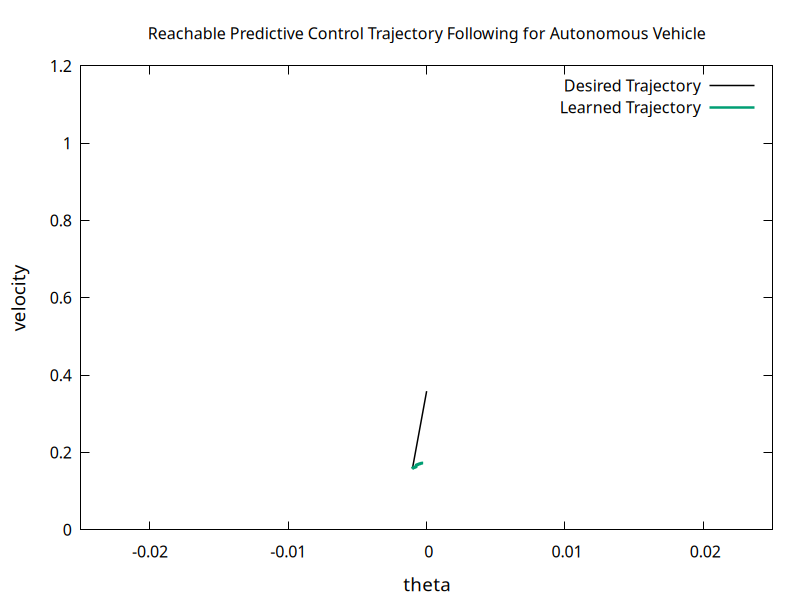 Reachable Predictive Control Trajectory Following for Autonomous Vehicle
Desired Trajectory
Learned Trajectory
1.2
1
0.8
0.6
0.4
0.2
0
velocity
-0.02 -0.01 0 0.01 0.02
theta